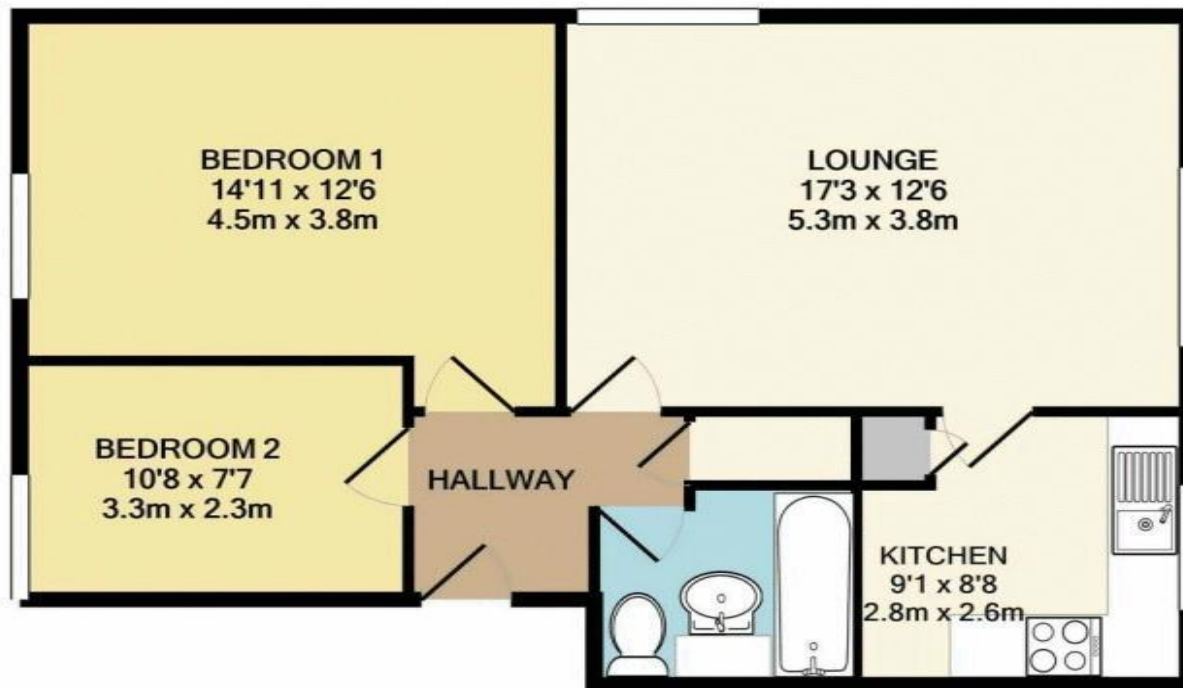 BEDROOM 1
14'11 x 12'6
4.5m x 3.8m
LOUNGE
17'3 x 12'6
5.3m x 3.8m
BEDROOM 2
10'8 x 7'7
3.3m x 2.3m
HALLWAY
KITCHEN
9'1 x 8'8
2.8m x 2.6m